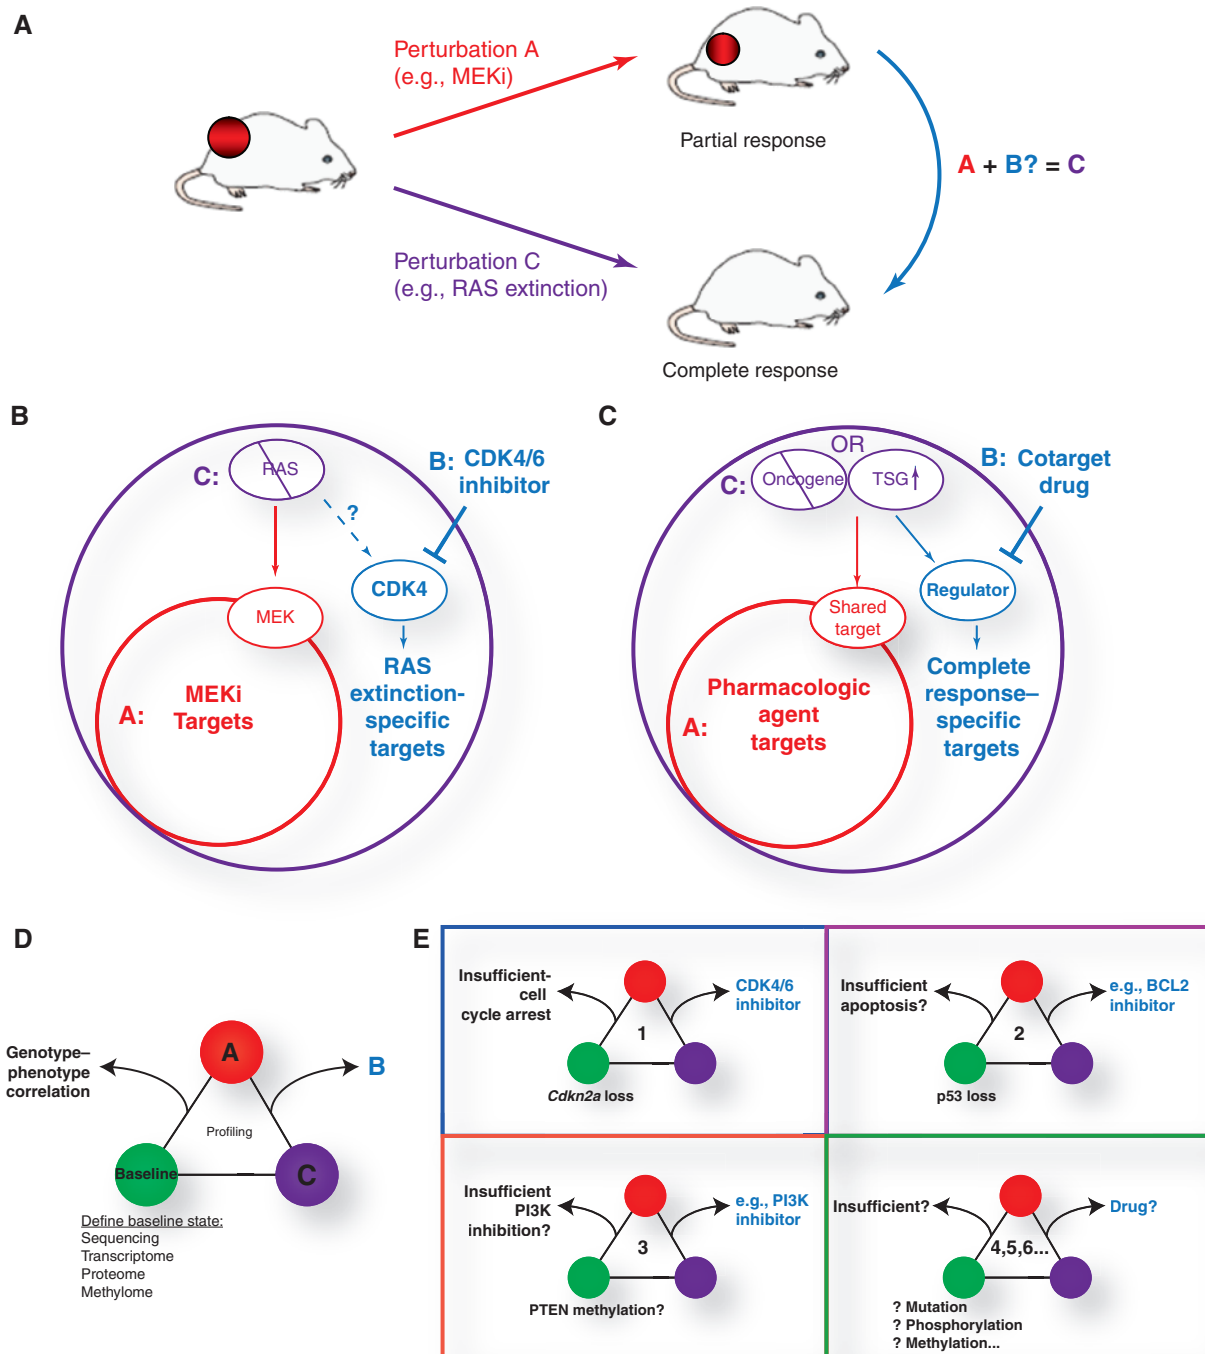 A
Perturbation A
(e.g., MEKi)
Partial response
A + B? = C
Perturbation C
(e.g., RAS extinction)
Complete response
B
C:
RAS
?
B: CDK4/6
inhibitor
CDK4
MEK
A:
MEKi
Targets
RAS
extinction-
specific
targets
C
OR
C:
Oncogene
TSG↑
B: Cotarget
drug
Regulator
Shared
target
A:
Pharmacologic
agent
targets
Complete
response–
specific
targets
D
Genotype–
phenotype
correlation
A
B
Profiling
Baseline
C
Define baseline state:
Sequencing
Transcriptome
Proteome
Methylome
E
Insufficient-
cell
cycle arrest
CDK4/6
inhibitor
1
Cdkn2a loss
Insufficient
apoptosis?
e.g., BCL2
inhibitor
2
p53 loss
Insufficient
PI3K
inhibition?
e.g., PI3K
inhibitor
3
PTEN methylation?
Insufficient?
Drug?
4,5,6...
? Mutation
? Phosphorylation
? Methylation...